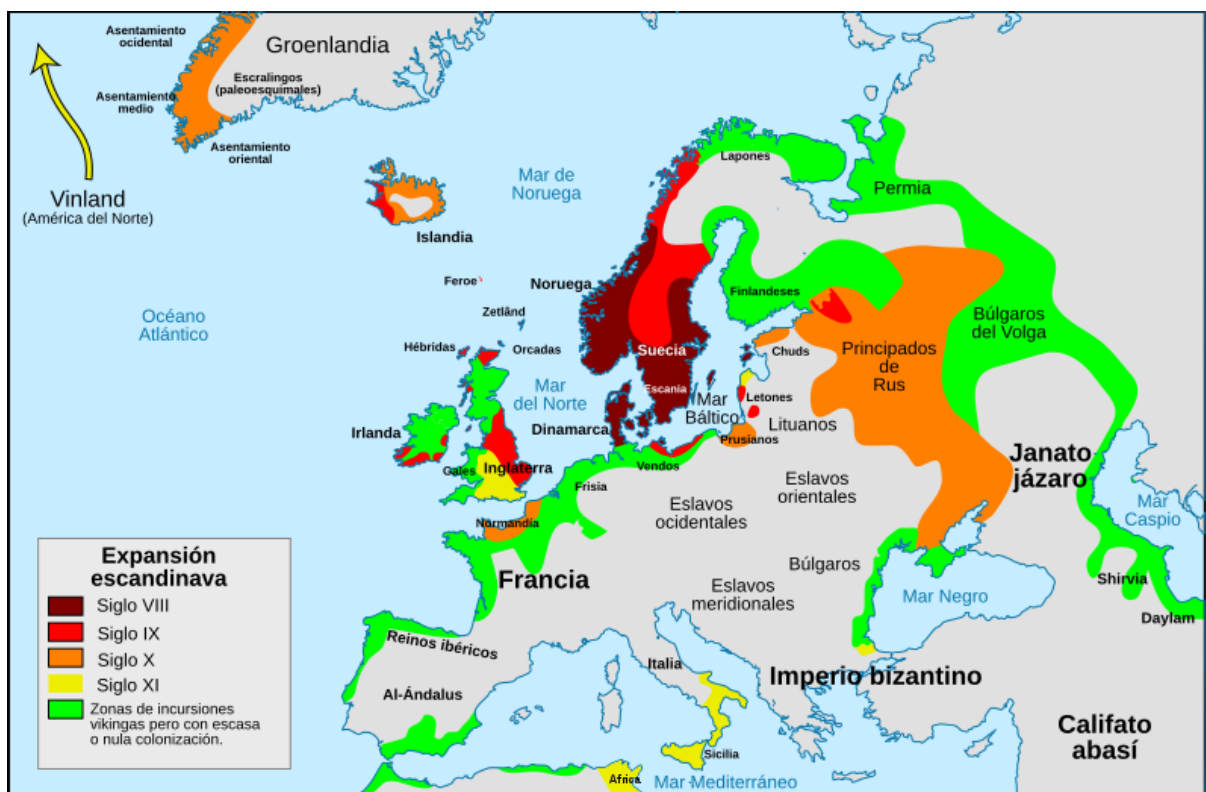 Asentamiento
occidental
Groenlandia
Escralingos
(paleoesquimales)
Asentamiento
medio
Asentamiento
oriental
Vinland
(América del Norte)
Mar de
Noruega
Lapones
Permia
Islandia
Feroe
Noruega
Finlandeses
Océano
Atlántico
Zetlând
Hébridas
Orcadas
Suecia
Chuds
Principados
de
Rus
Búlgaros
del Volga
Mar
del Norte
Escania
Mar
Báltico
Letones
Irlanda
Dinamarca
Lituanos
Prusianos
Gales
Inglaterra
Vendos
Janato
jázaro
Frisia
Eslavos
occidentales
Eslavos
orientales
Mar
Caspio
Normandía
Francia
Búlgaros
Eslavos
meridionales
Mar Negro
Shirvia
Daylam
Reinos ibéricos
Italia
Imperio bizantino
Al-Ándalus
Califato
abasí
Sicilia
Africa
Mar Mediterráneo
Expansión
escandinava
Siglo VIII
Siglo IX
Siglo X
Siglo XI
Zonas de incursiones
vikingas pero con escasa
o nula colonización.